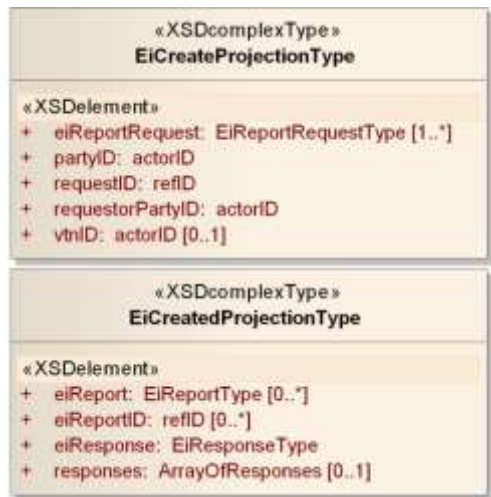 «XSDcomplexType»
EiCreateProjectionType
«XSDelement»
+ eiReportRequest: EiReportRequestType [1..*]
+ partyID: actorID
+ requestID: refID
+ requestorPartyID: actorID
+ vtnID: actorID [0..1]
«XSDcomplexType»
EiCreatedProjectionType
«XSDelement»
+ eiReport: EiReportType [0..*]
+ eiReportID: refID [0..*]
+ eiResponse: EiResponseType
+ responses: ArrayOfResponses [0..1]